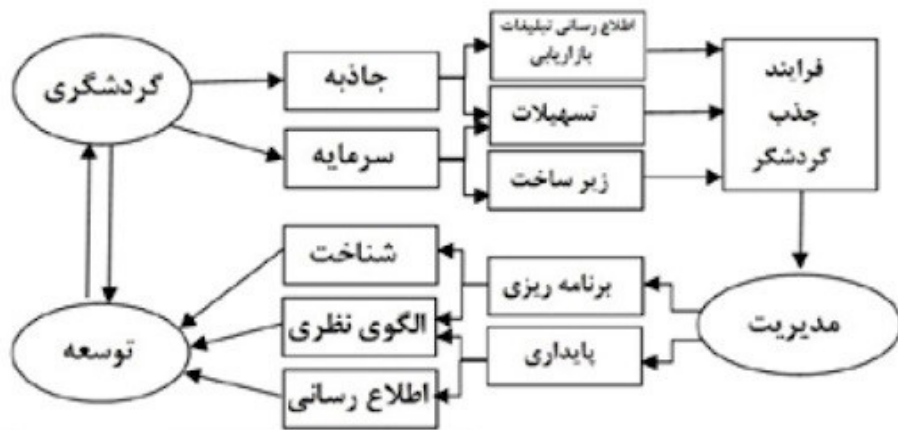 گردشگری
جاذبه
سرمایه
اطلاع رسانی تبلیغات
بازاریابی
تسهیلات
زیر ساخت
فرایند
جذب
گردشگر
مدیریت
برنامه ریزی
پایداری
شناخت
الگوی نظری
اطلاع رسانی
توسعه